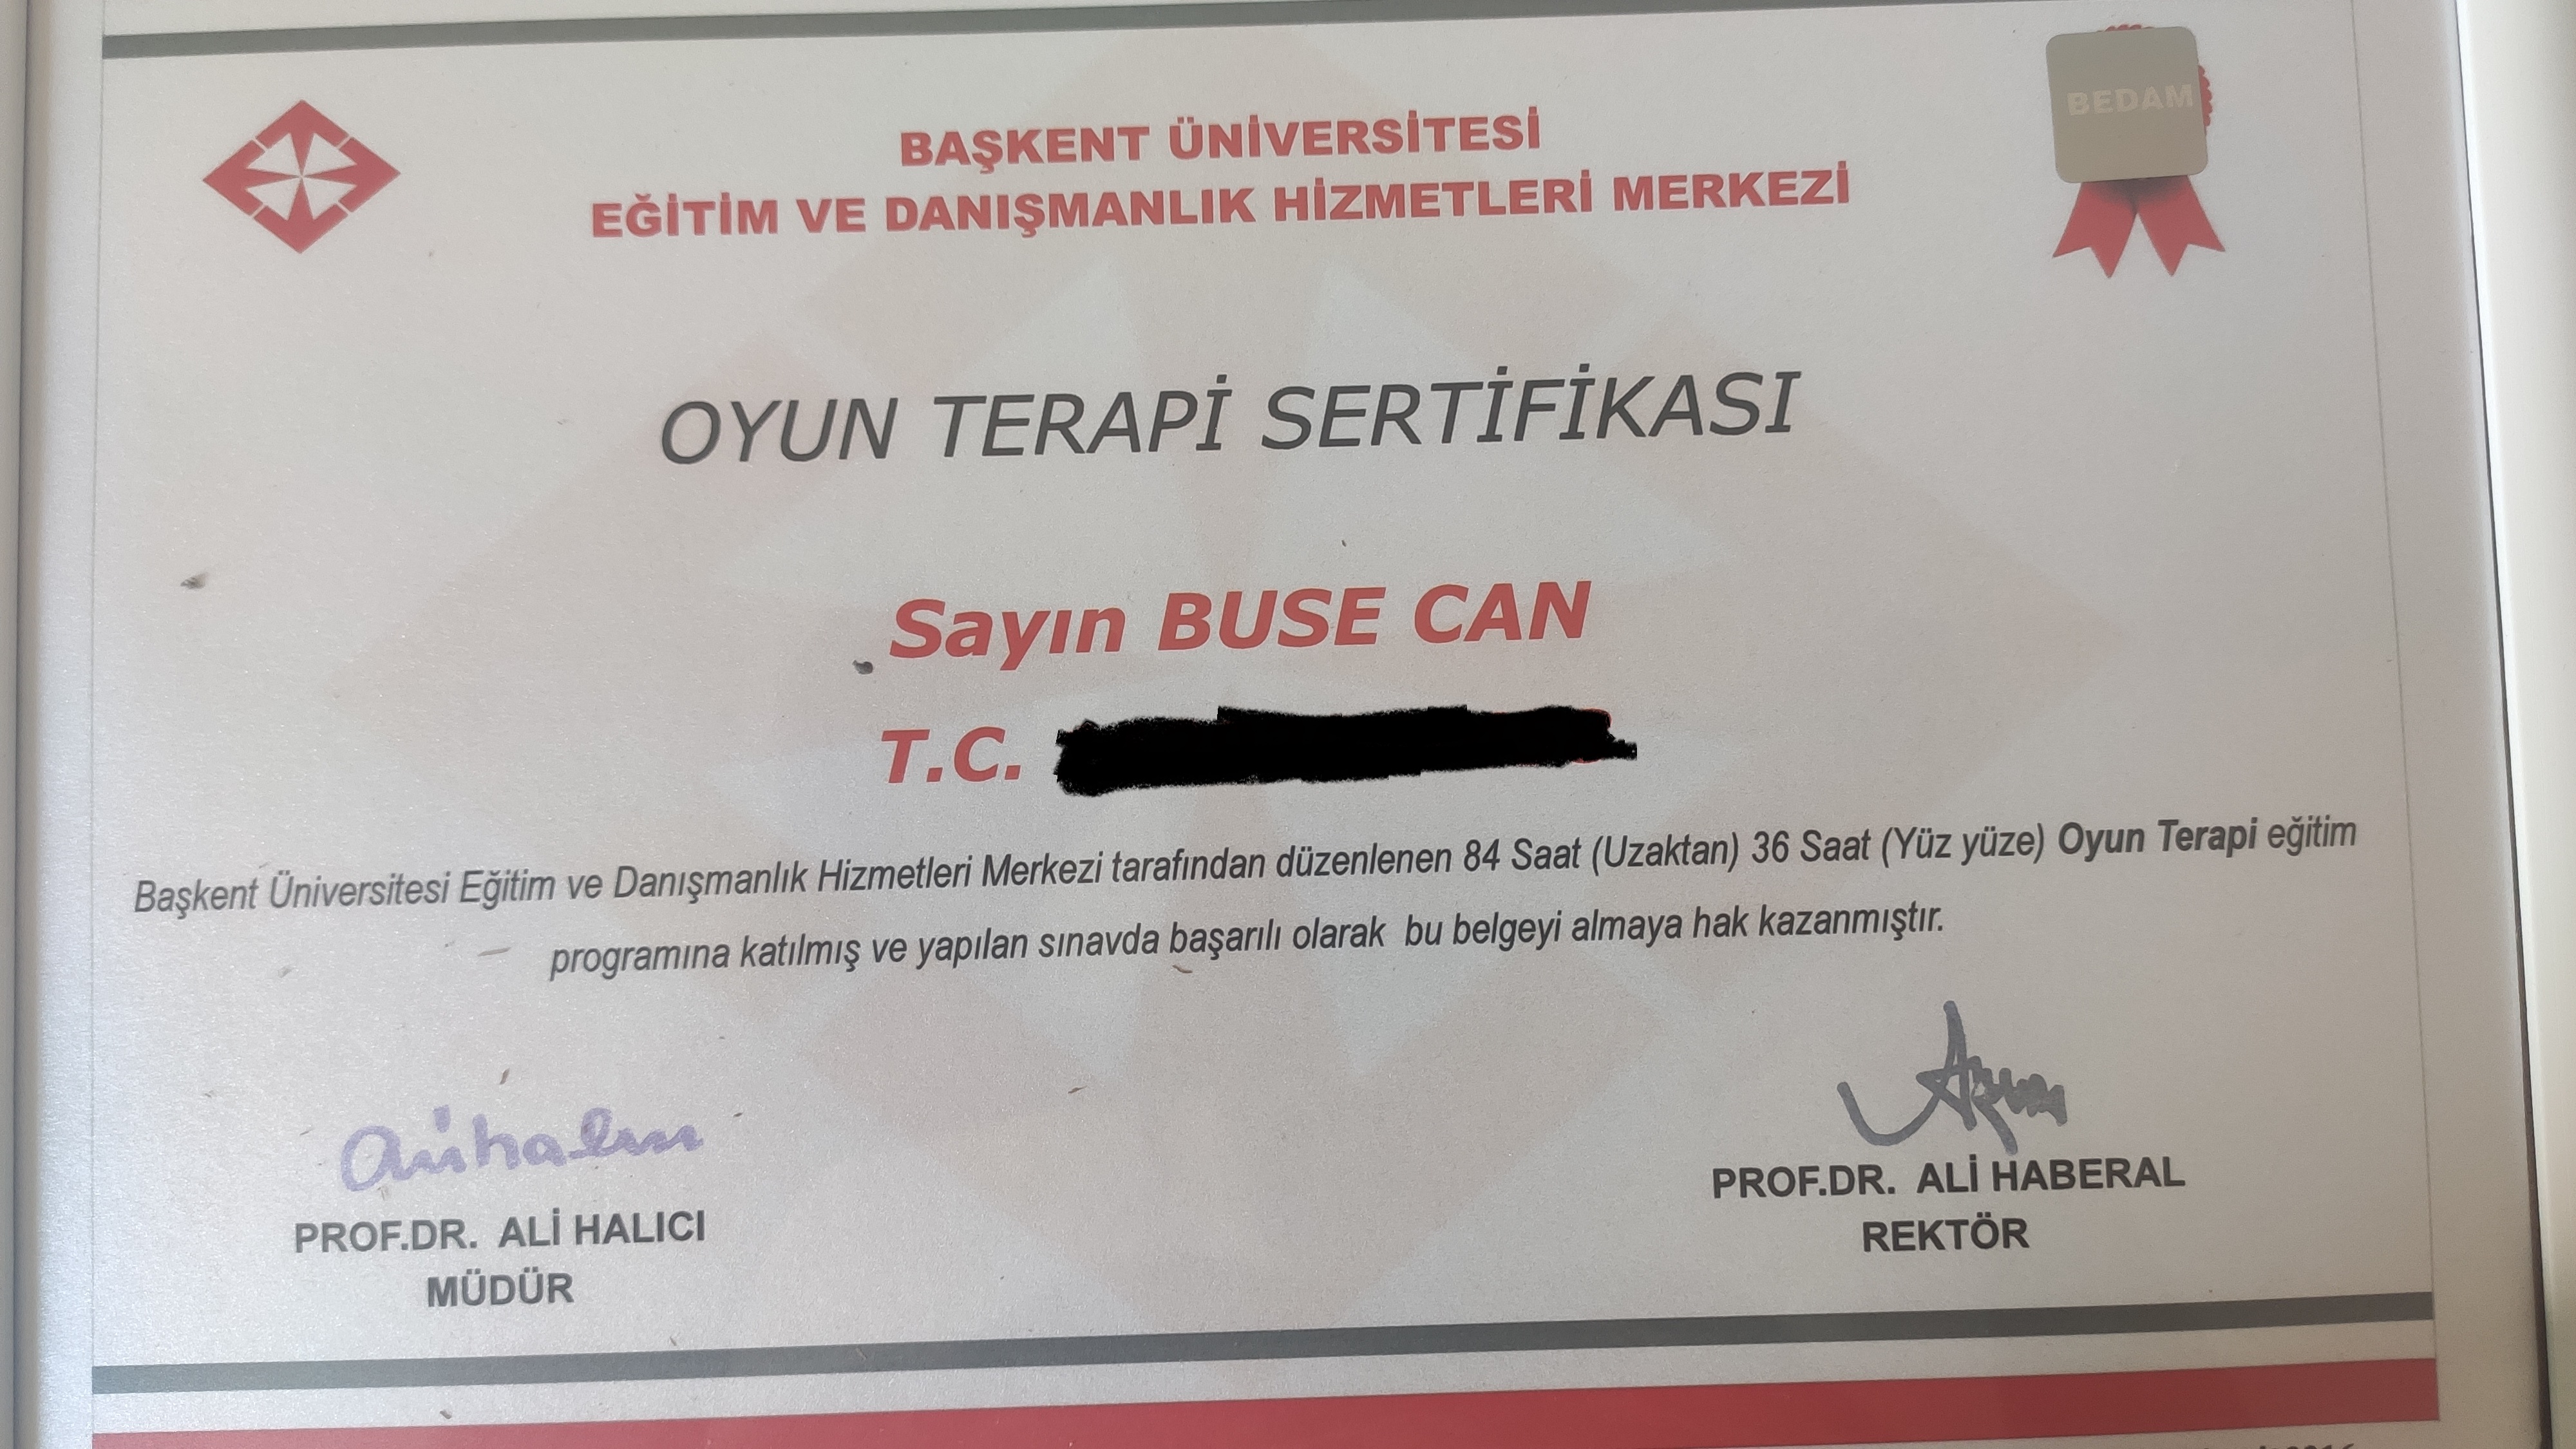 BAŞKENT ÜNİVERSİTESİ
EĞİTİM VE DANIŞMANLIK HİZMETLERİ MERKEZİ
BEDAM
OYUN TERAPİ SERTİFİKASI
Sayın BUSE CAN
T.C.
Başkent Üniversitesi Eğitim ve Danışmanlık Hizmetleri Merkezi tarafından düzenlenen 84 Saat (Uzaktan) 36 Saat (Yüz yüze) Oyun Terapi eğitim
programına katılmış ve yapılan sınavda başarılı olarak bu belgeyi almaya hak kazanmıştır.
PROF.DR. ALİ HALICI
MÜDÜR
PROF.DR. ALİ HABERAL
REKTÖR